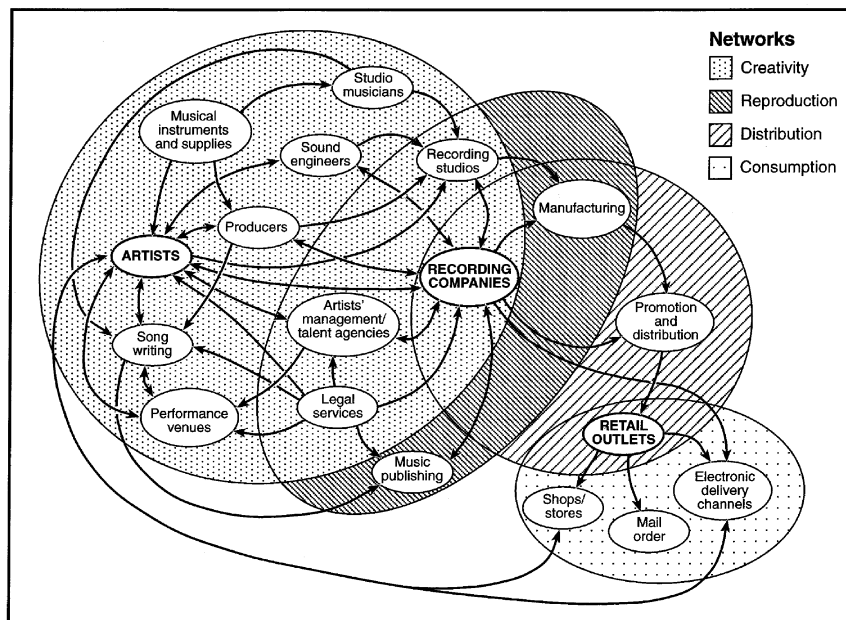 Networks
Creativity
Reproduction
Distribution
Consumption
Studio
musicians
Musical
instruments
and supplies
Sound
engineers
Recording
studios
Manufacturing
Producers
ARTISTS
RECORDING
COMPANIES
Artists'
management/
talent agencies
Promotion
and
distribution
Song
writing
Legal
services
Performance
venues
RETAIL
OUTLETS
Music
publishing
Electronic
delivery
channels
Shops/
stores
Mail
order